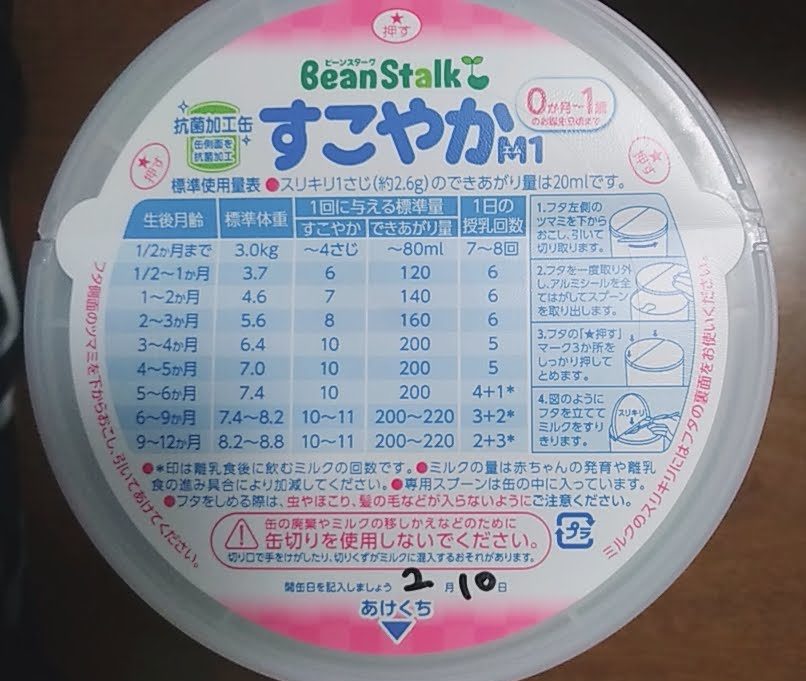 ★
押す
ビーンスターク
BeanStalk
抗菌加工缶
缶側面を
抗菌加工
すこやかM1
エムワン
0か月~1歳
のお誕生日頃まで
★
押す
★
押す
標準使用量表 ●スリキリ1さじ(約2.6g)のできあがり量は20mlです。
生後月齢 標準体重 1回に与える標準量 1日の授乳回数
すこやか できあがり量
1/2か月まで 3.0kg ~4さじ ~80ml 7~8回
1/2~1か月 3.7 6 120 6
1~2か月 4.6 7 140 6
2~3か月 5.6 8 160 6
3~4か月 6.4 10 200 5
4~5か月 7.0 10 200 5
5~6か月 7.4 10 200 4+1*
6~9か月 7.4~8.2 10~11 200~220 3+2*
9~12か月 8.2~8.8 10~11 200~220 2+3*
1.フタ左側の
ツマミを下から
おこし、引いて
切り取ります。
2.フタを一度取り外
し、アルミシールを全
てはがしてスプーン
を取り出します。
3.フタの「★押す」
マーク3か所を
しっかり押して
とめます。
4.図のように
フタを立てて
ミルクをすり
きります。
スリキリ
●*印は離乳食後に飲むミルクの回数です。●ミルクの量は赤ちゃんの発育や離乳
食の進み具合により加減してください。●専用スプーンは缶の中に入っています。
●フタをしめる際は、虫やほこり、髪の毛などが入らないようにご注意ください。
缶の廃棄やミルクの移しかえなどのために
缶切りを使用しないでください。
切り口で手をけがしたり、切りくずがミルクに混入するおそれがあります。
プラ
開缶日を記入しましょう 2 月 10 日
あけくち
フタ側面のツマミを下からおこし、引いてあけてください。
ミルクのスリキリにはフタの裏面をお使いください。